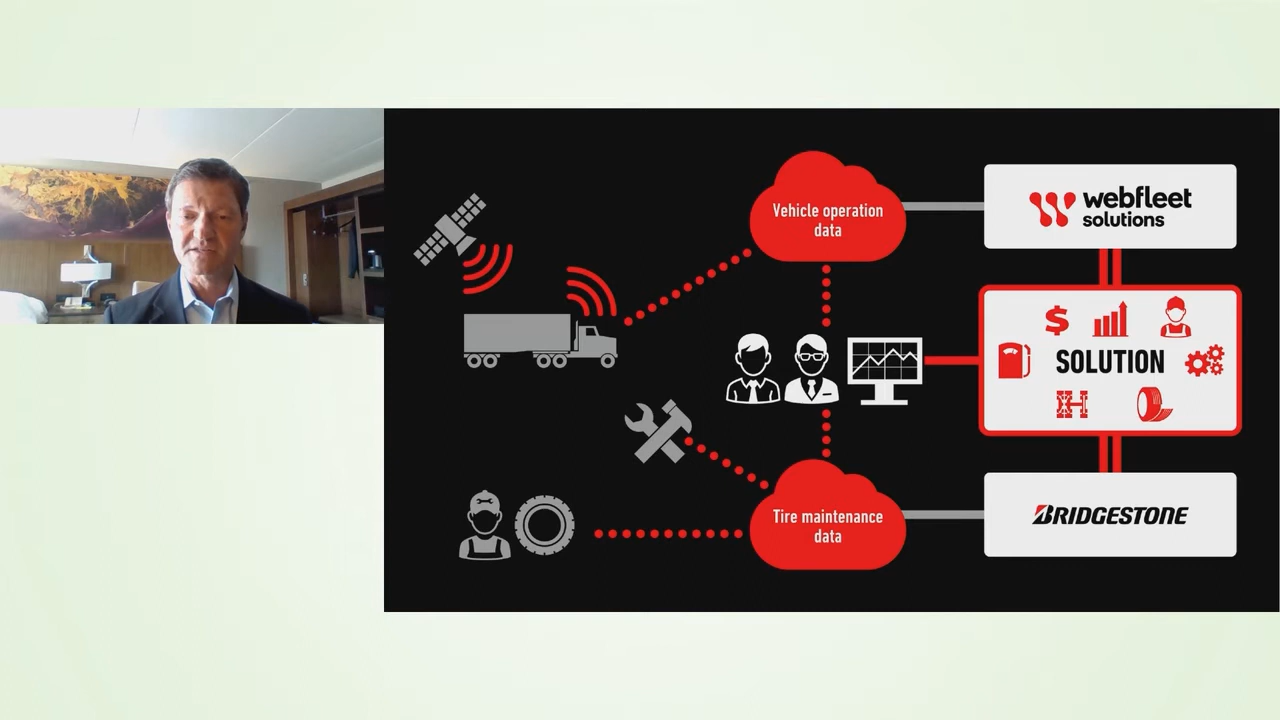 Vehicle operation
data
webfleet
solutions
$
SOLUTION
Tire maintenance
data
BRIDGESTONE